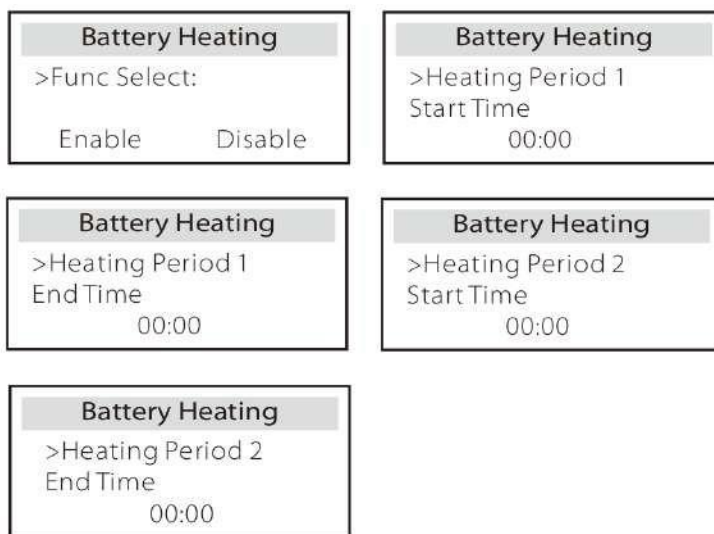 Battery Heating
>Func Select:
Enable Disable
Battery Heating
>Heating Period 1
Start Time
00:00
Battery Heating
>Heating Period 1
End Time
00:00
Battery Heating
>Heating Period 2
Start Time
00:00
Battery Heating
>Heating Period 2
End Time
00:00